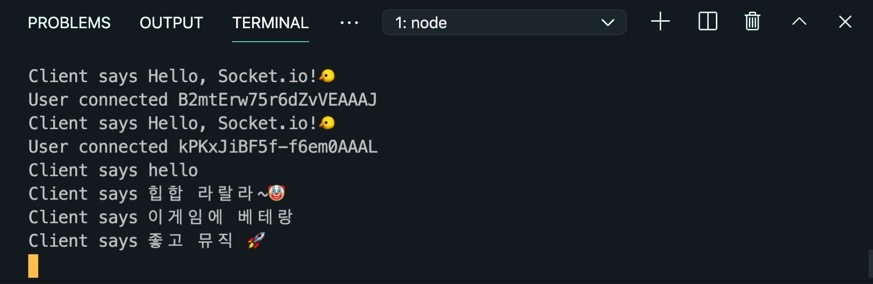 PROBLEMS OUTPUT TERMINAL ··· 1: node
Client says Hello, Socket.io!🐤
User connected B2mtErw75r6dZvVEAAAJ
Client says Hello, Socket.io!🐤
User connected kPKxJiBF5f-f6em0AAAL
Client says hello
Client says 힙합 라랄라~🤡
Client says 이게임에 베테랑
Client says 좋고 뮤직 🚀